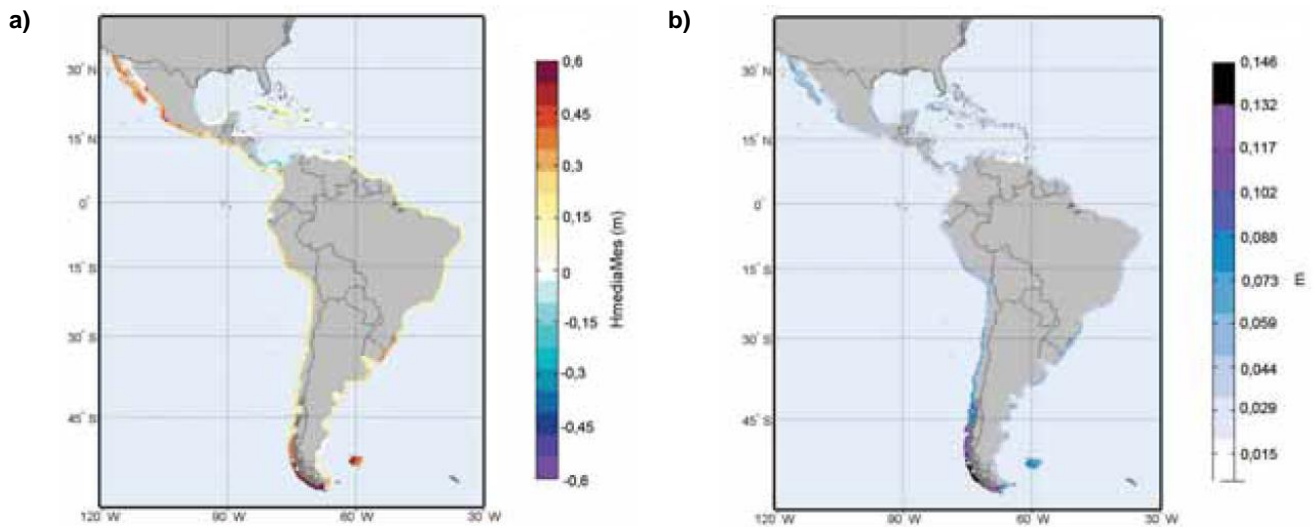 a)
30° N
15° N
0°
15° S
30° S
45° S
120 W
90 W
60 W
30 W
0,6
0,45
0,3
0,15
0
-0,15
-0,3
-0,45
-0,6
HmediaMes (m)
b)
30° N
15° N
0°
15° S
30° S
45° S
120 W
90 W
60 W
30 W
0,146
0,132
0,117
0,102
0,088
0,073
0,059
0,044
0,029
0,015
m